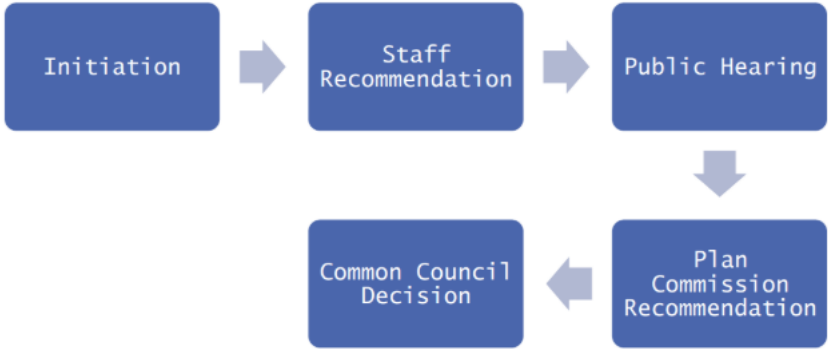 Initiation
Staff
Recommendation
Public Hearing
Plan
Commission
Recommendation
Common Council
Decision